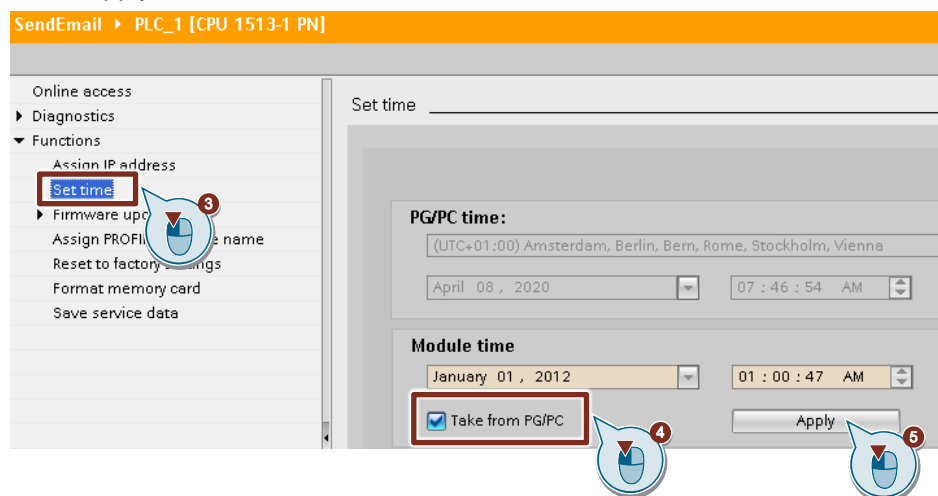 SendEmail ▸ PLC_1 [CPU 1513-1 PN]
Online access
Diagnostics
Functions
Assign IP address
Set time
3
Firmware
Assign name
Reset to factory
Format memory card
Save service data
Set time
PG/PC time:
(UTC+01:00) Amsterdam, Berlin, Bern, Rome, Stockholm, Vienna
April 08 , 2020
07 : 46 : 54 AM
Module time
January 01 , 2012
01 : 00 : 47 AM
Take from PG/PC
4
Apply
5